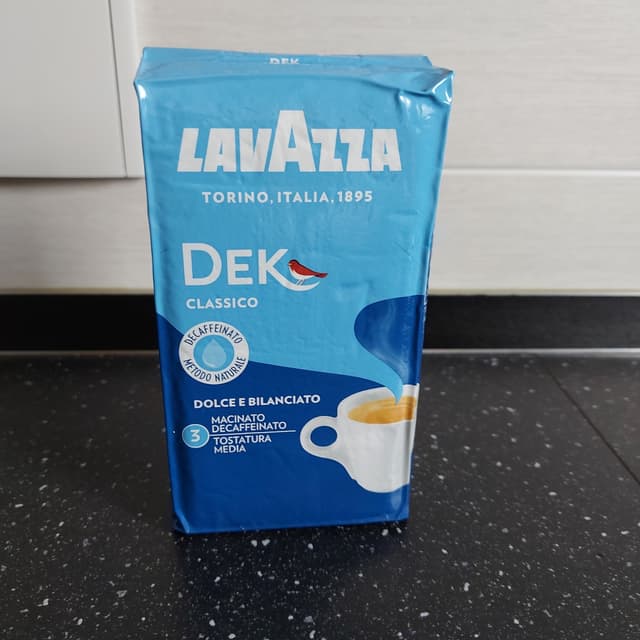 DEK
LAVAZZA
TORINO, ITALIA, 1895
DEK
CLASSICO
DECAFFEINATO
METODO NATURALE
DOLCE E BILANCIATO
3
MACINATO
DECAFFEINATO
TOSTATURA
MEDIA